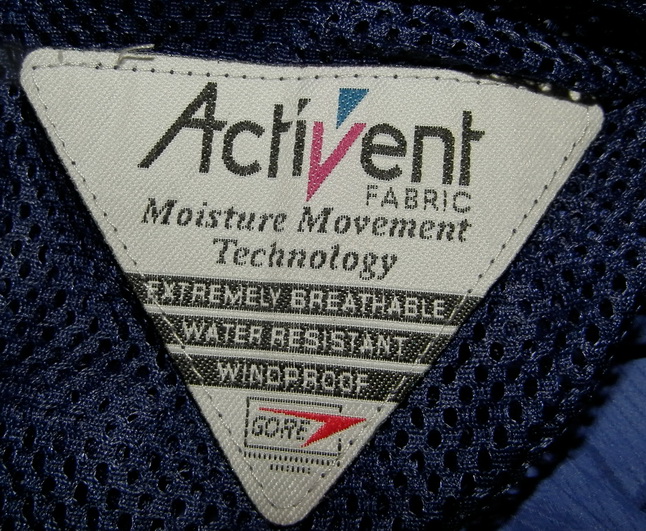 Activent
FABRIC
Moisture Movement
Technology
EXTREMELY BREATHABLE
WATER RESISTANT
WINDPROOF
GORE